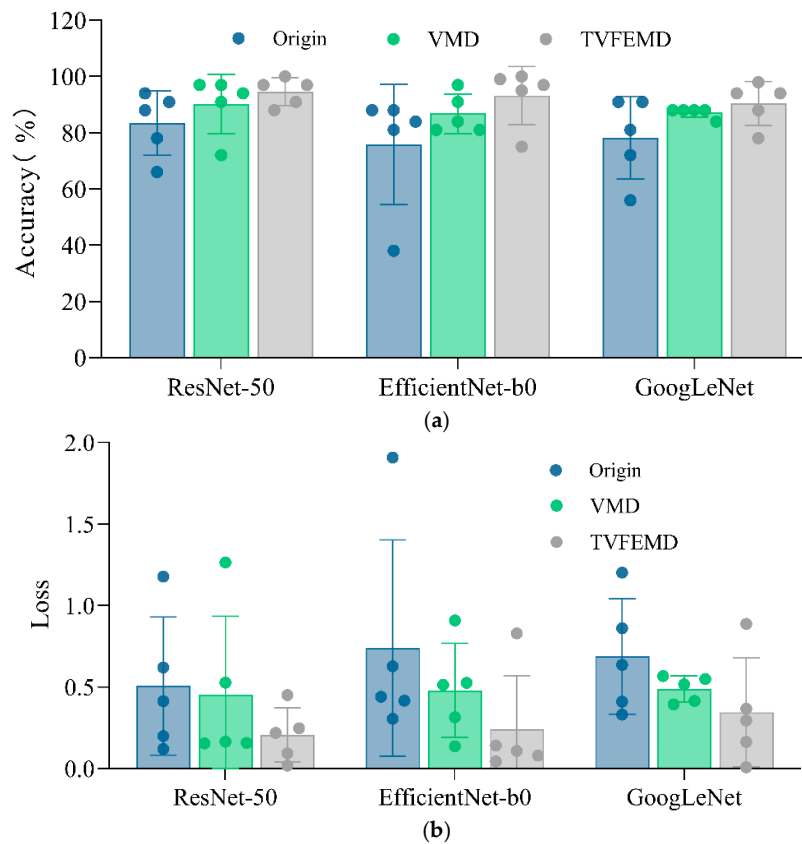 Origin VMD TVFEMD
Accuracy ( %)
120
100
80
60
40
20
0
ResNet-50 EfficientNet-b0 GoogLeNet
(a)
Origin
VMD
TVFEMD
Loss
2.0
1.5
1.0
0.5
0.0
ResNet-50 EfficientNet-b0 GoogLeNet
(b)